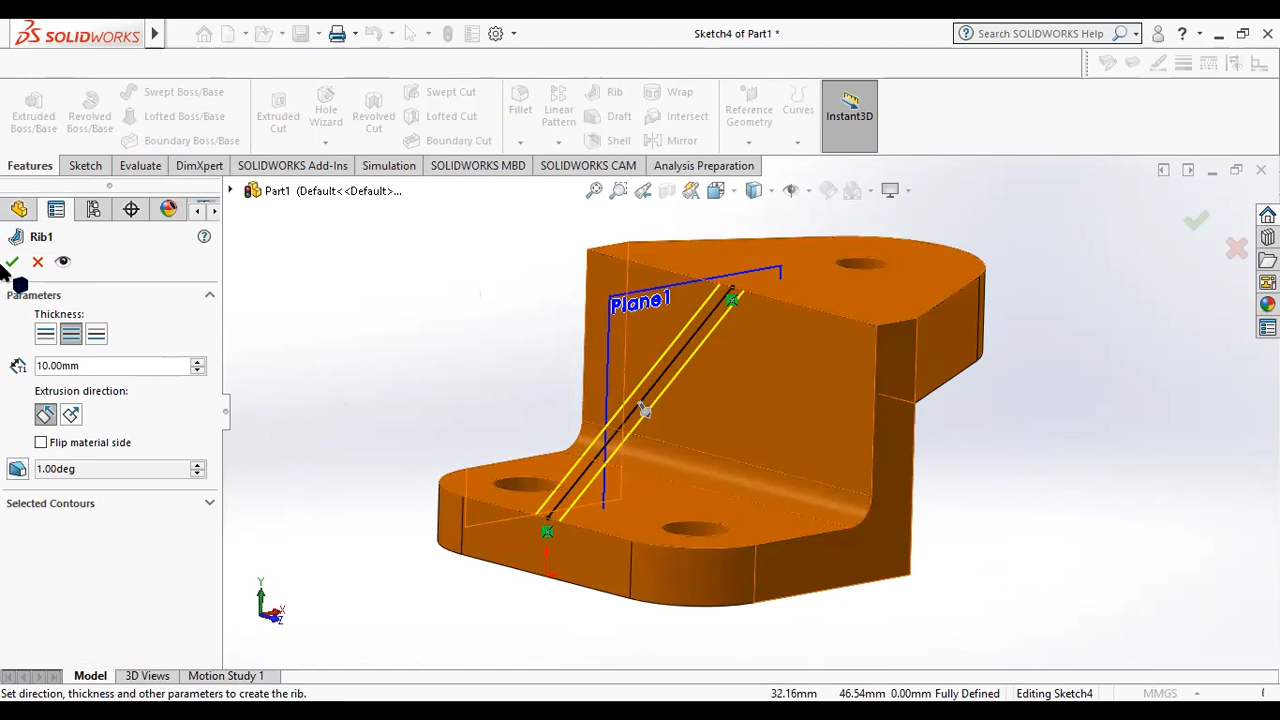 SOLIDWORKS
Sketch4 of Part1 *
Search SOLIDWORKS Help
?
Extruded Boss/Base
Revolved Boss/Base
Swept Boss/Base
Lofted Boss/Base
Boundary Boss/Base
Extruded Cut
Hole Wizard
Revolved Cut
Swept Cut
Lofted Cut
Boundary Cut
Fillet
Linear Pattern
Rib
Draft
Shell
Wrap
Intersect
Mirror
Reference Geometry
Curves
Instant3D
Features
Sketch
Evaluate
DimXpert
SOLIDWORKS Add-Ins
Simulation
SOLIDWORKS MBD
SOLIDWORKS CAM
Analysis Preparation
Part1 (Default<<Default>...
Rib1
?
Parameters
Thickness:
10.00mm
Extrusion direction:
Flip material side
1.00deg
Selected Contours
Plane1
Y
X
Z
Model
3D Views
Motion Study 1
Set direction, thickness and other parameters to create the rib.
32.16mm
46.54mm
0.00mm
Fully Defined
Editing Sketch4
MMGS